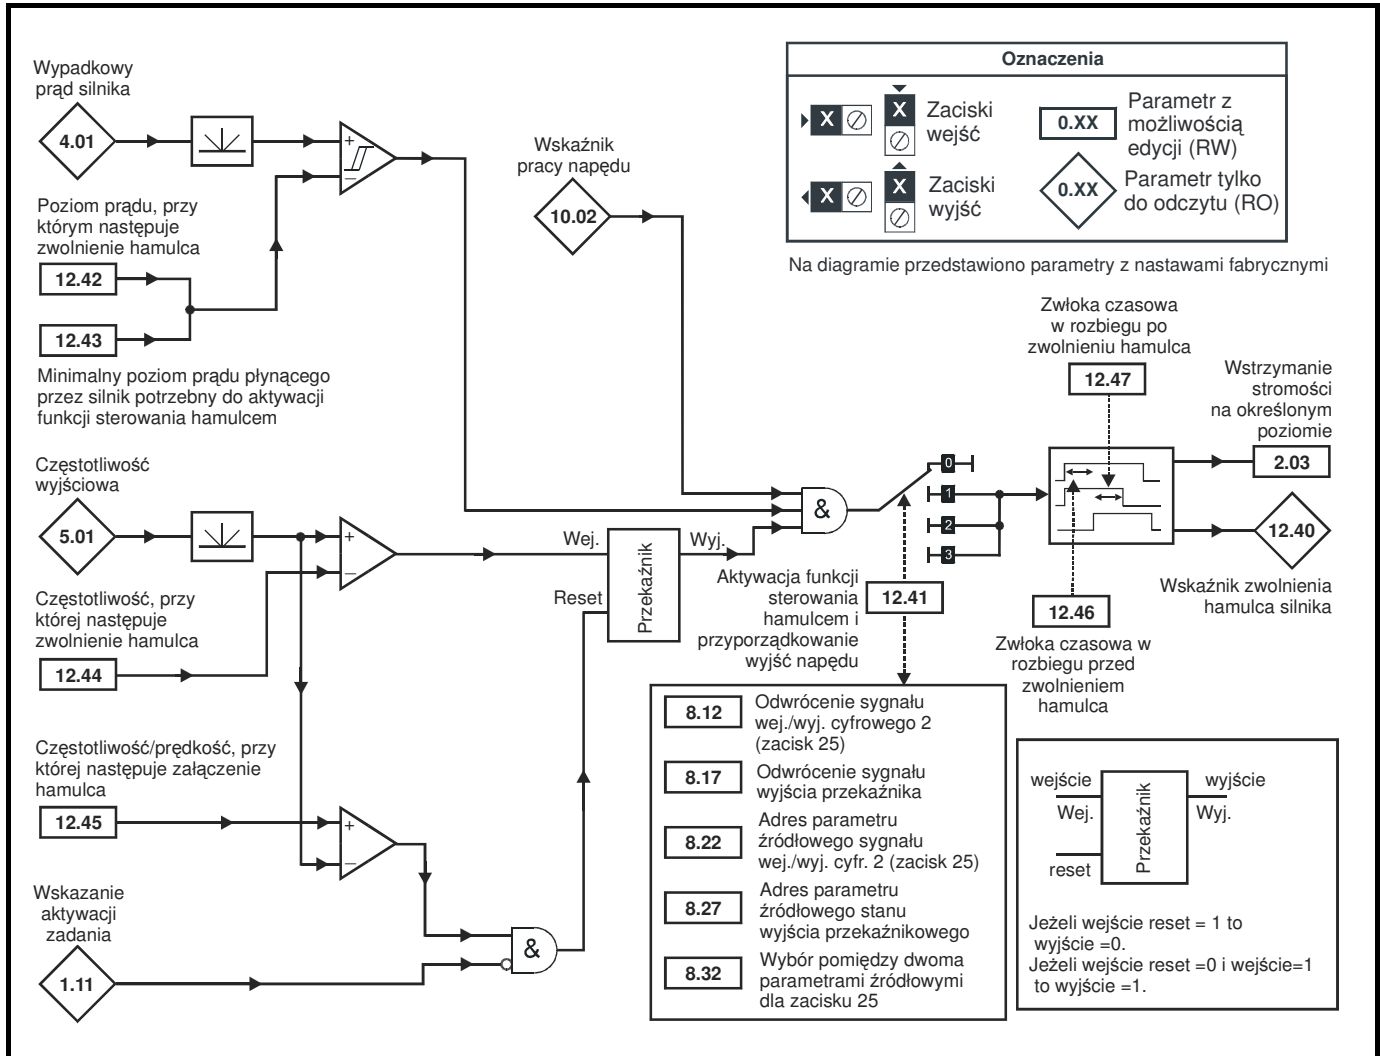 Wypadkowy
prąd silnika
4.01
+
–
Poziom prądu, przy
którym następuje
zwolnienie hamulca
12.42
12.43
Minimalny poziom prądu płynącego
przez silnik potrzebny do aktywacji
funkcji sterowania hamulcem
Wskaźnik
pracy napędu
10.02
Oznaczenia
X
X
Zaciski
wejść
0.XX
Parametr z
możliwością
edycji (RW)
X
X
Zaciski
wyjść
0.XX
Parametr tylko
do odczytu (RO)
Na diagramie przedstawiono parametry z nastawami fabrycznymi
Częstotliwość
wyjściowa
5.01
+
–
Częstotliwość, przy
której następuje
zwolnienie hamulca
12.44
Częstotliwość/prędkość, przy
której następuje załączenie
hamulca
12.45
+
–
Wskazanie
aktywacji
zadania
1.11
&
Wej.
Reset
Przekaźnik
Wyj.
&
0
1
2
3
Aktywacja funkcji
sterowania
hamulcem i
przyporządkowanie
wyjść napędu
12.41
Zwłoka czasowa
w rozbiegu po
zwolnieniu hamulca
12.47
Wstrzymanie
stromości
na określonym
poziomie
2.03
12.40
Wskaźnik zwolnienia
hamulca silnika
12.46
Zwłoka czasowa w
rozbiegu przed
zwolnieniem
hamulca
8.12
Odwrócenie sygnału
wej./wyj. cyfrowego 2
(zacisk 25)
8.17
Odwrócenie sygnału
wyjścia przekaźnika
8.22
Adres parametru
źródłowego sygnału
wej./wyj. cyfr. 2 (zacisk 25)
8.27
Adres parametru
źródłowego stanu
wyjścia przekaźnikowego
8.32
Wybór pomiędzy dwoma
parametrami źródłowymi
dla zacisku 25
wejście
Wej.
reset
Przekaźnik
wyjście
Wyj.
Jeżeli wejście reset = 1 to
wyjście =0.
Jeżeli wejście reset =0 i wejście=1
to wyjście =1.